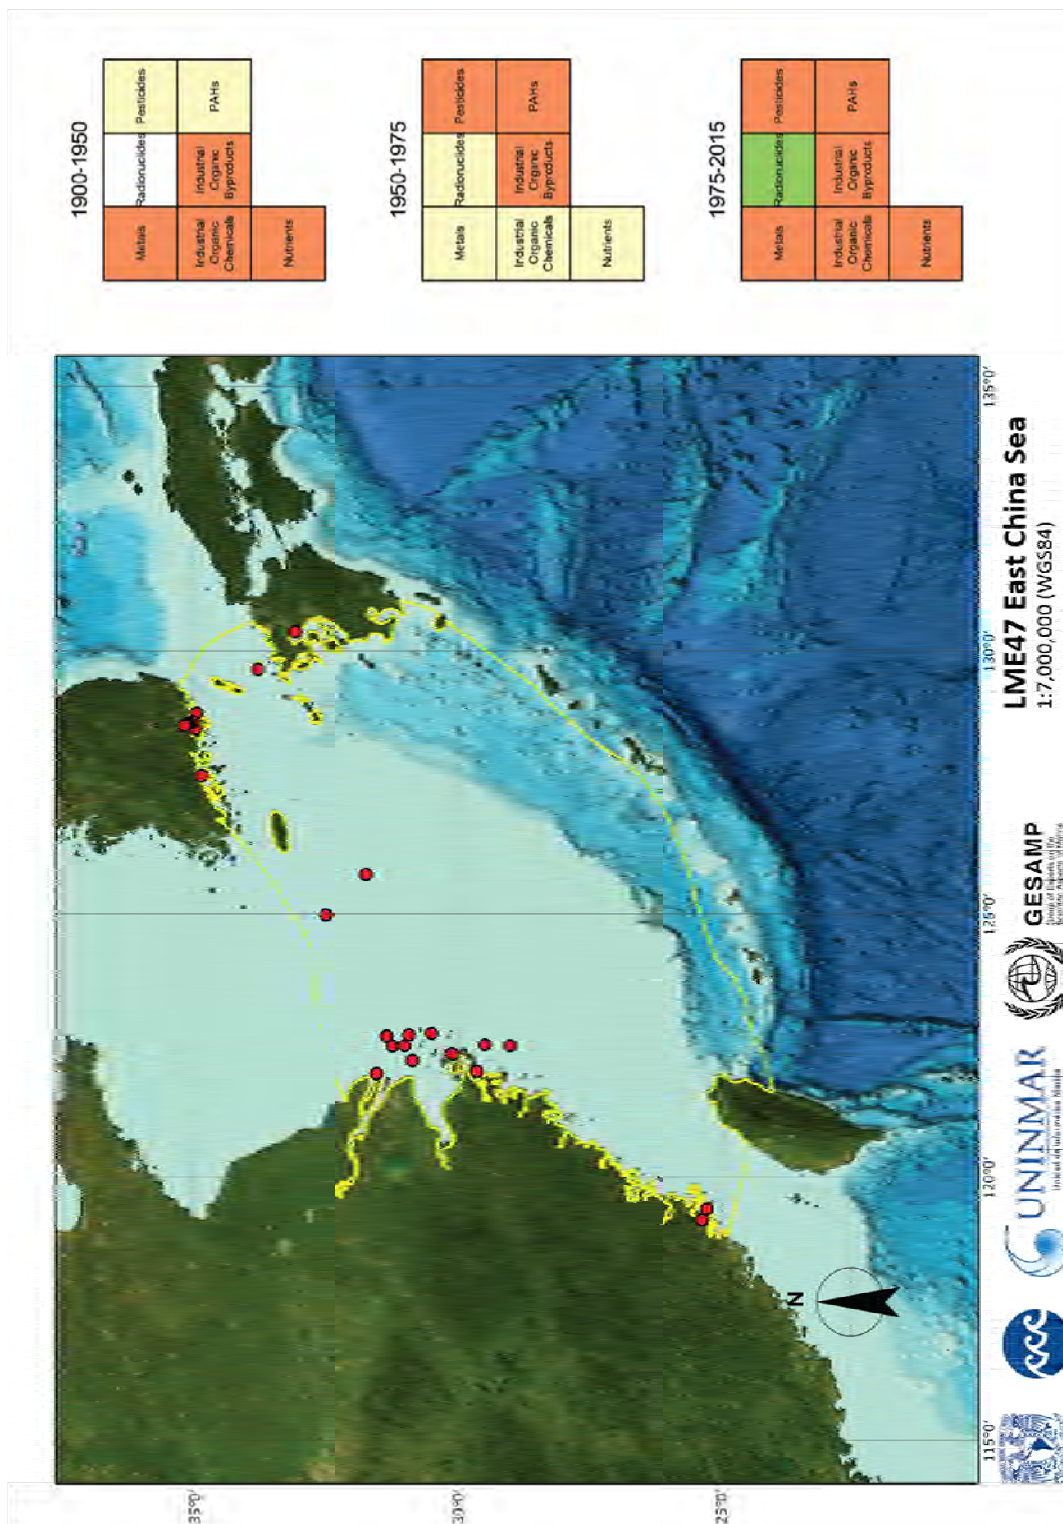 1900-1950
Metals
Radionuclides
Pesticides
Industrial
Organic
Chemicals
Industrial
Organic
Byproducts
PAHs
Nutrients
1950-1975
Metals
Radionuclides
Pesticides
Industrial
Organic
Chemicals
Industrial
Organic
Byproducts
PAHs
Nutrients
1975-2015
Metals
Radionuclides
Pesticides
Industrial
Organic
Chemicals
Industrial
Organic
Byproducts
PAHs
Nutrients
35°0'
30°0'
25°0'
N
115°0'
120°0'
125°0'
130°0'
135°0'
UNINMAR
GESAMP
LME47 East China Sea
1:7,000,000 (WGS84)